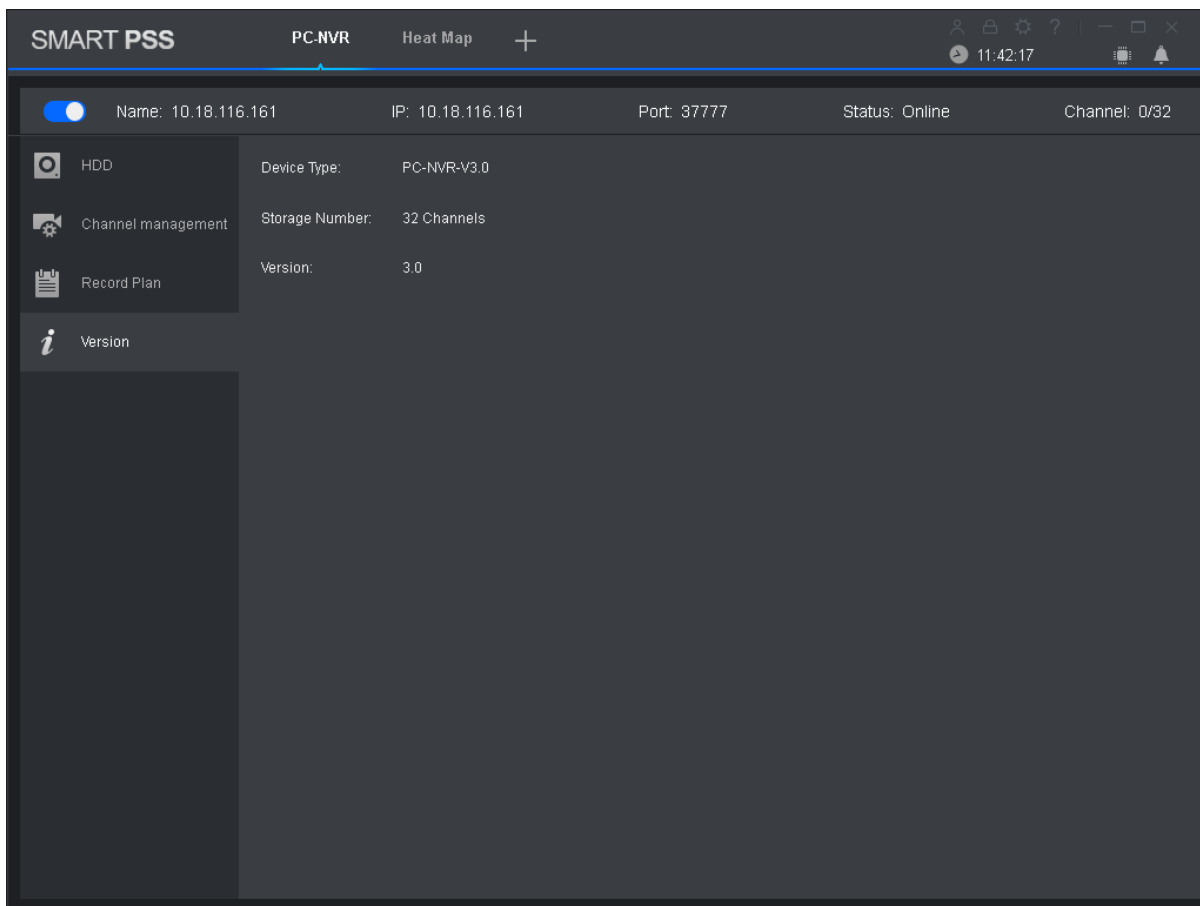 SMART PSS PC-NVR Heat Map ?
11:42:17
Name: 10.18.116.161 IP: 10.18.116.161 Port: 37777 Status: Online Channel: 0/32
HDD
Device Type: PC-NVR-V3.0
Channel management
Storage Number: 32 Channels
Record Plan
Version: 3.0
Version